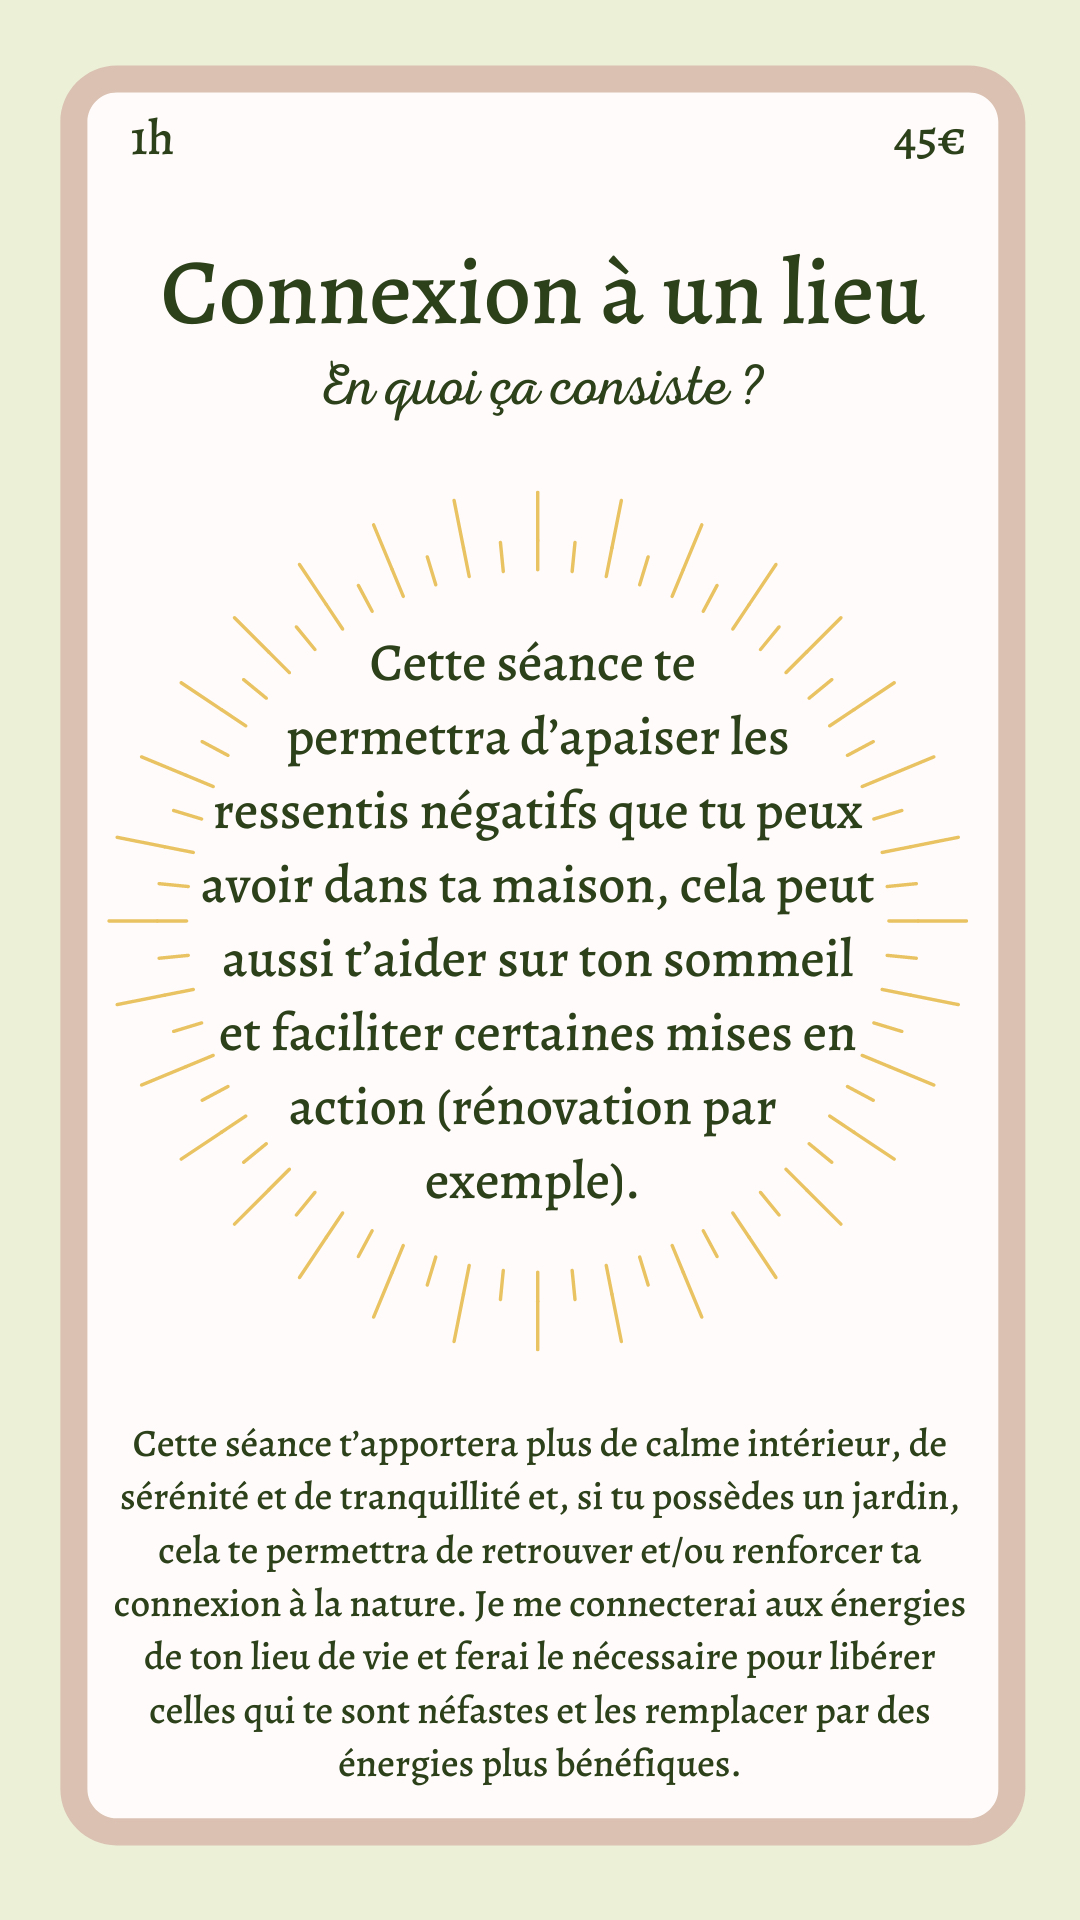 1h
45€
Connexion à un lieu
En quoi ça consiste ?
Cette séance te
permettra d’apaiser les
ressentis négatifs que tu peux
avoir dans ta maison, cela peut
aussi t’aider sur ton sommeil
et faciliter certaines mises en
action (rénovation par
exemple).
Cette séance t’apportera plus de calme intérieur, de
sérénité et de tranquillité et, si tu possèdes un jardin,
cela te permettra de retrouver et/ou renforcer ta
connexion à la nature. Je me connecterai aux énergies
de ton lieu de vie et ferai le nécessaire pour libérer
celles qui te sont néfastes et les remplacer par des
énergies plus bénéfiques.